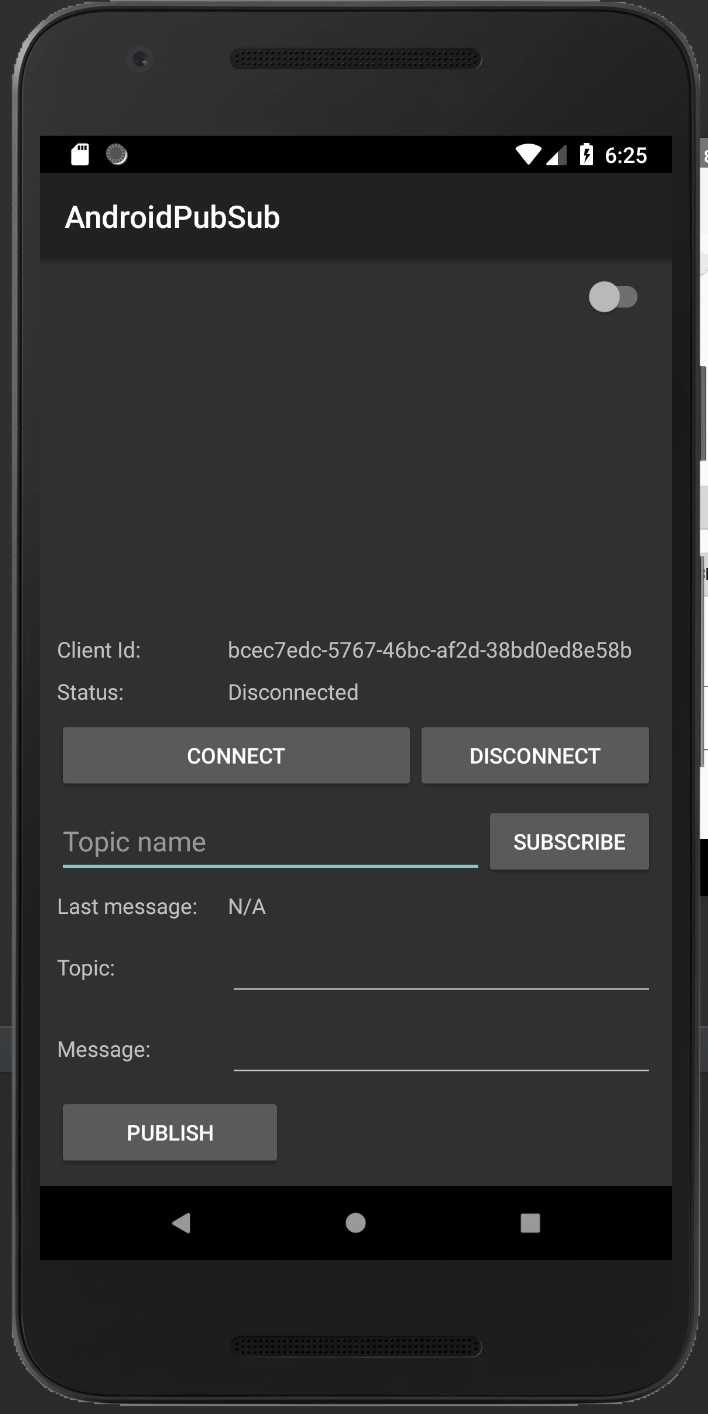 6:25
AndroidPubSub
Client Id: bcec7edc-5767-46bc-af2d-38bd0ed8e58b
Status: Disconnected
CONNECT DISCONNECT
Topic name SUBSCRIBE
Last message: N/A
Topic:
Message:
PUBLISH